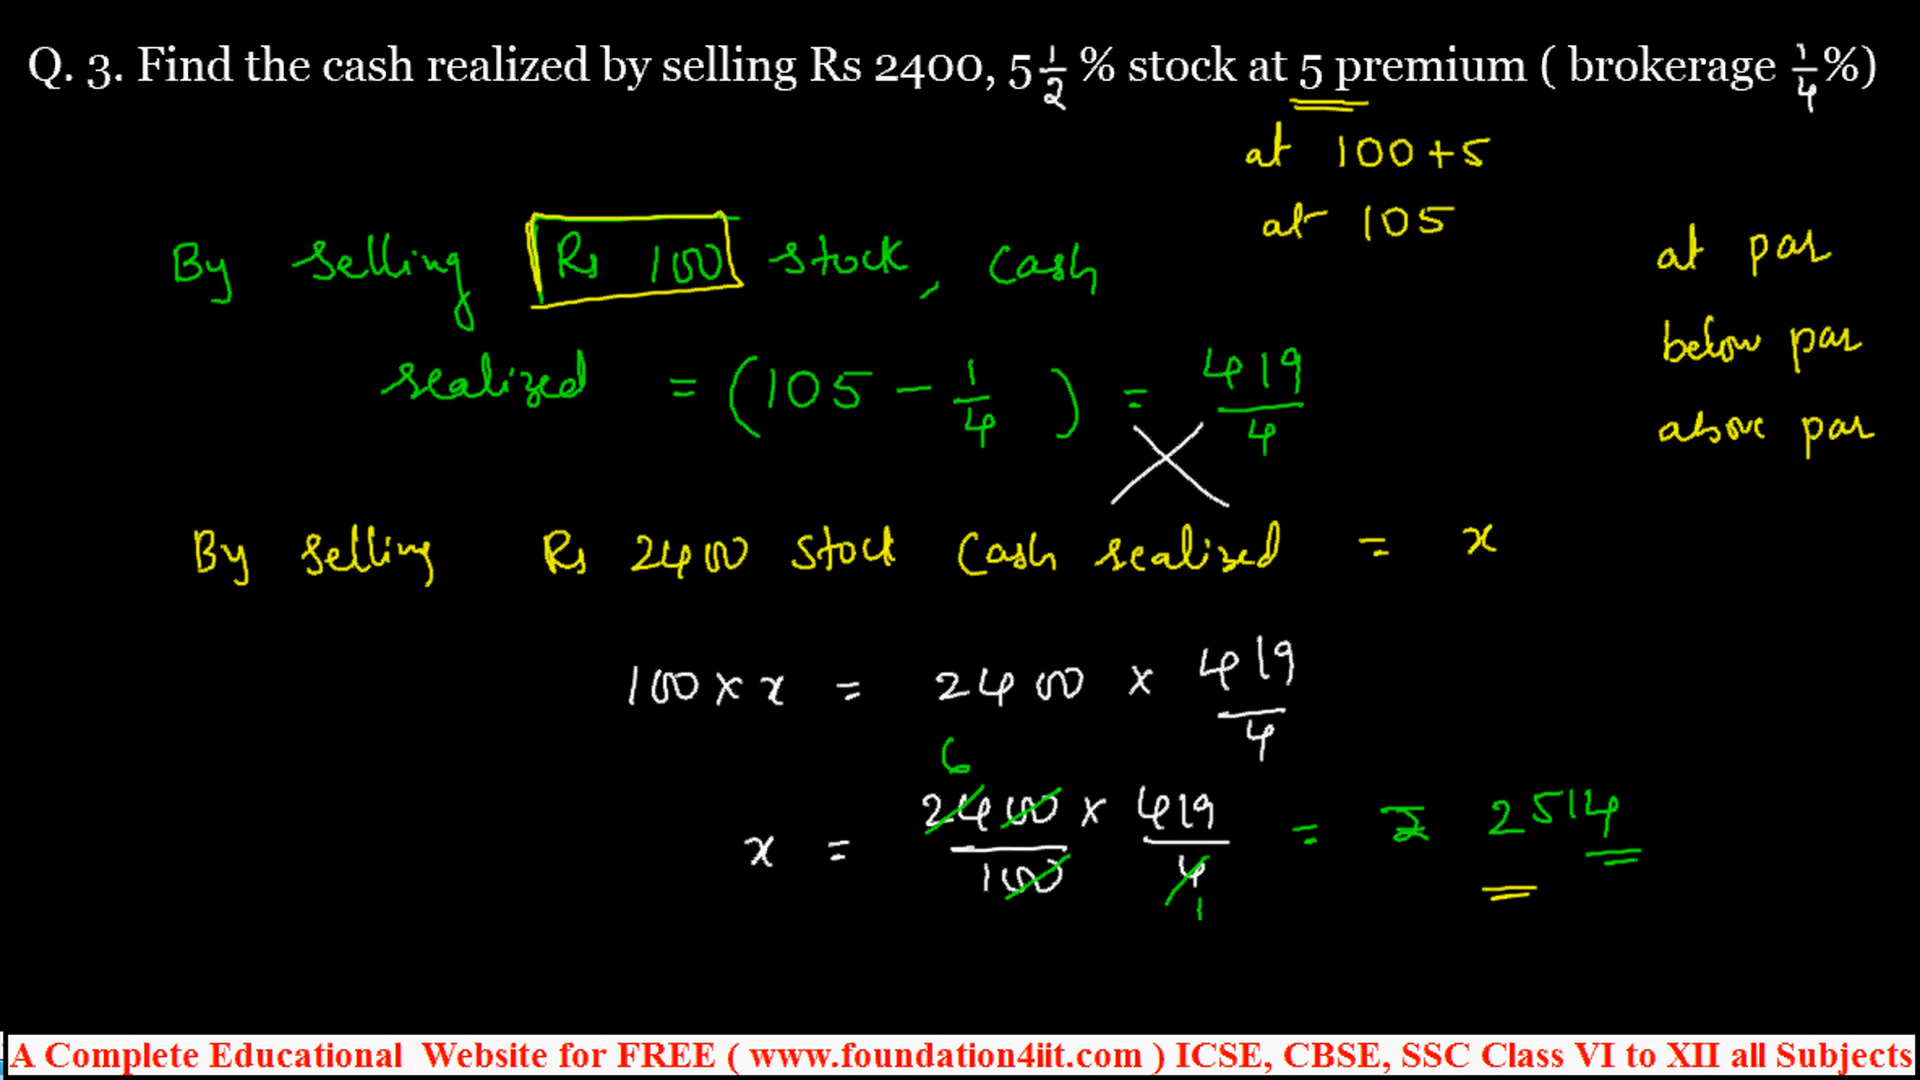 Q. 3. Find the cash realized by selling Rs 2400, 5 1/2 % stock at 5 premium ( brokerage 1/4 %)
at 100+5
at 105
By selling Rs 100 stock, cash
realized = (105 - 1/4 ) = 419/4
at par
below par
above par
By selling Rs 2400 stock cash realized = x
100 x x = 2400 x 419/4
6
x = 2400/100 x 419/4 = ₹ 2514
1
A Complete Educational Website for FREE ( www.foundation4iit.com ) ICSE, CBSE, SSC Class VI to XII all Subjects